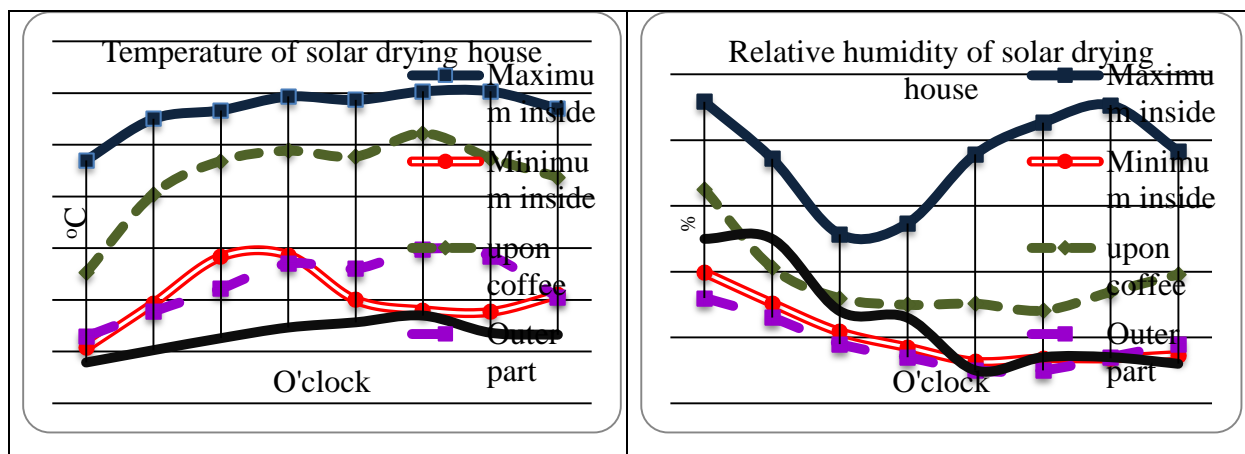 Temperature of solar drying house
Maximu
m inside
Minimu
m inside
upon
coffee
Outer
part
ºC
O'clock
Relative humidity of solar drying
house
Maximu
m inside
Minimu
m inside
upon
coffee
Outer
part
%
O'clock